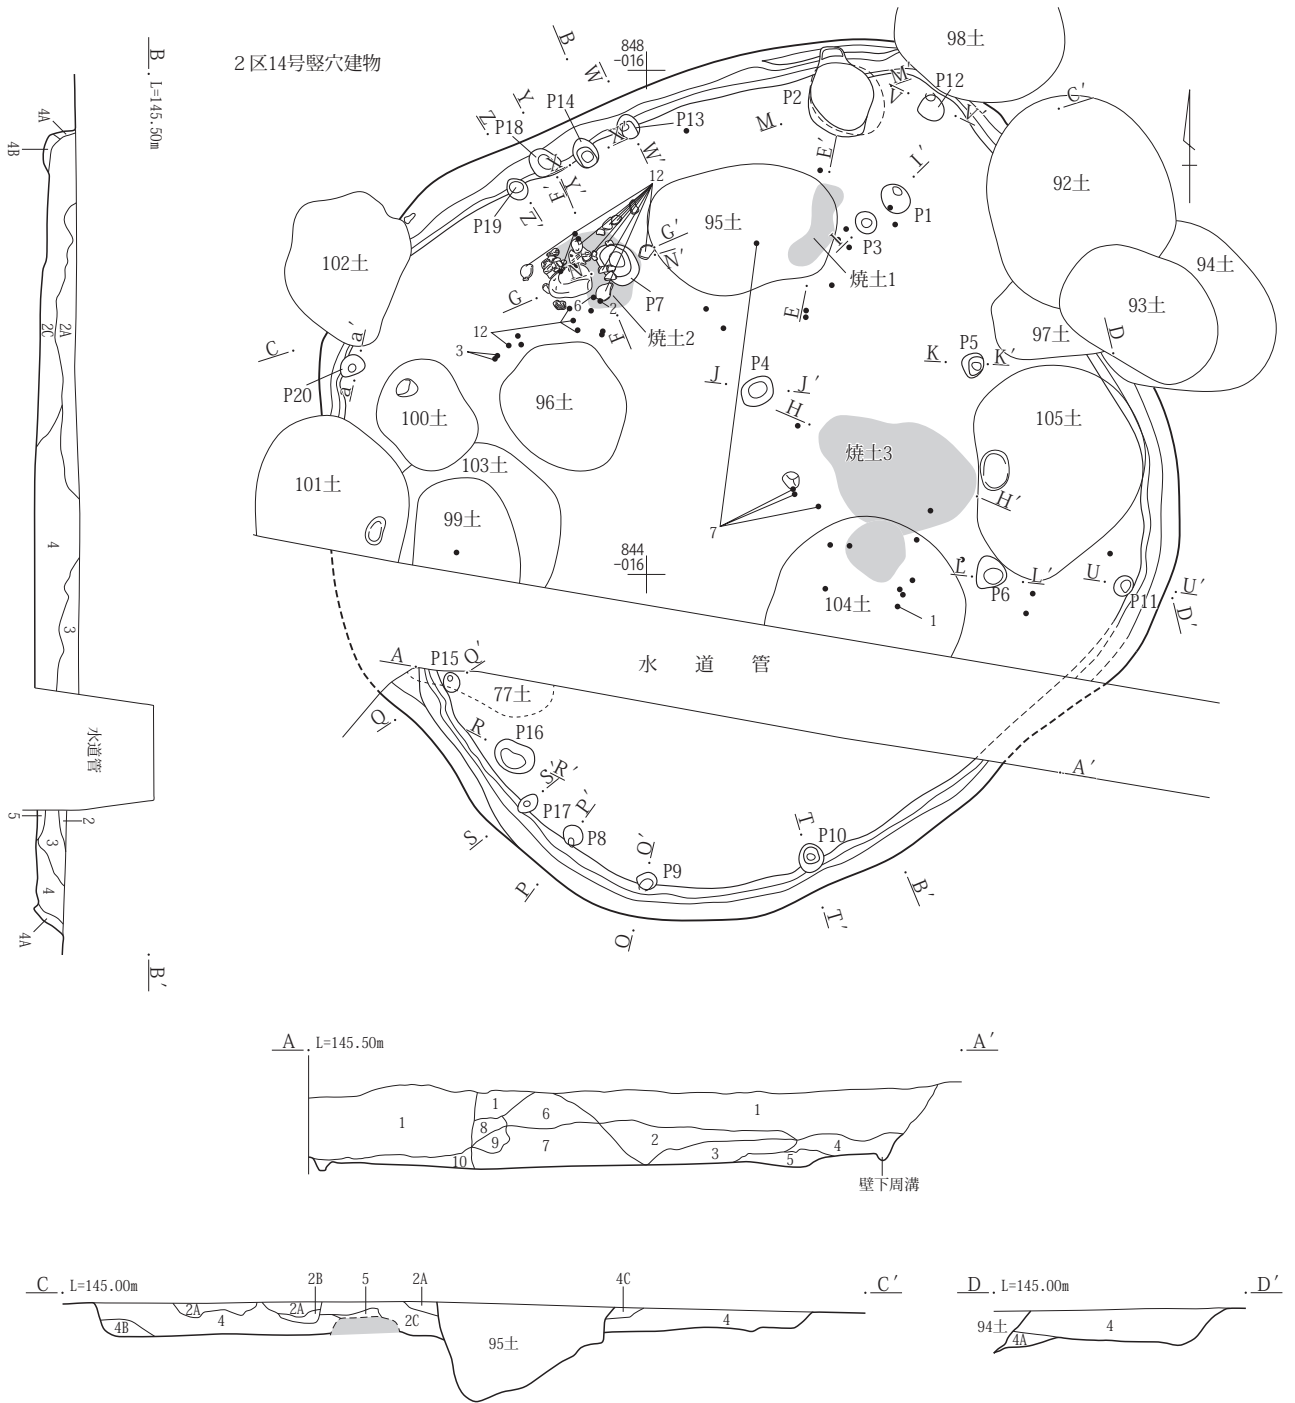 2区14号竪穴建物
848
-016
98土
B
W
Y
Z
P14
P18
P13
P2
M
M'
P12
V
V'
C'
N
W'
X
Y'
F'
Z'
P19
12
E'
I'
92土
P1
P3
I
95土
G'
N'
焼土1
102土
94土
93土
97土
G
6
2
P7
F
焼土2
12
3
E
D
C
a'
a
P20
100土
96土
P4
J
J'
H
K
P5
K'
105土
焼土3
103土
101土
99土
H'
7
844
-016
104土
1
L
P6
L'
U
U'
P11
D'
水道管
A
P15
Q'
77土
Q
R
P16
R'
S'
P17
P'
P8
S
P
O'
P9
O
T
P10
T'
B'
A'
B
L=145.50m
4A
4B
2C
2A
4
3
水道管
5
2
3
4
4A
B'
A
L=145.50m
A'
1
1
6
1
8
9
7
2
10
3
5
4
壁下周溝
C
L=145.00m
2B
5
2A
4C
C'
2A
2A
4
4B
2C
95土
4
D
L=145.00m
D'
94土
4A
4